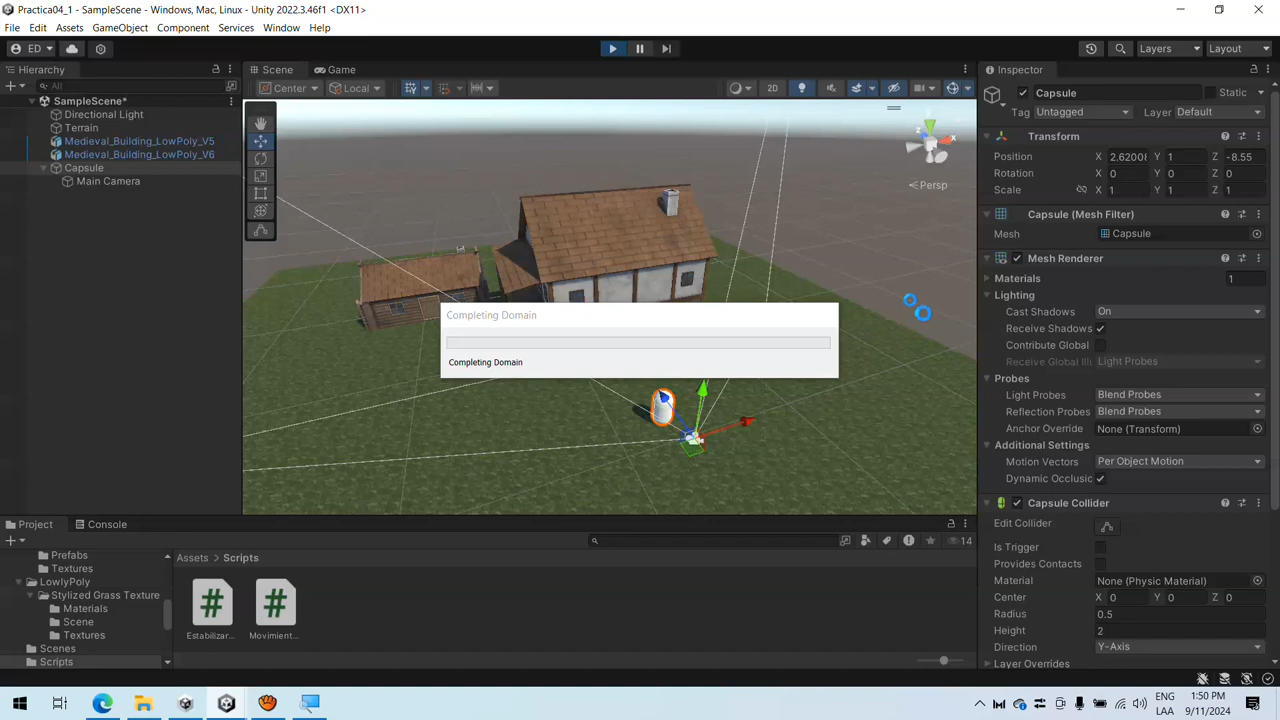 Practica04_1 - SampleScene - Windows, Mac, Linux - Unity 2022.3.46f1 <DX11>
File Edit Assets GameObject Component Services Window Help
ED
Layers
Layout
Hierarchy
All
SampleScene*
Directional Light
Terrain
Medieval_Building_LowPoly_V5
Medieval_Building_LowPoly_V6
Capsule
Main Camera
Scene
Game
Center
Local
2D
x
Persp
Completing Domain
Completing Domain
Project
Console
14
Prefabs
Textures
LowlyPoly
Stylized Grass Texture
Materials
Scene
Textures
Scenes
Scripts
Assets > Scripts
Estabilizar...
Movimient...
Inspector
Capsule
Static
Tag Untagged
Layer Default
Transform
Position X 2.62008 Y 1 Z -8.55
Rotation X 0 Y 0 Z 0
Scale X 1 Y 1 Z 1
Capsule (Mesh Filter)
Mesh Capsule
Mesh Renderer
Materials 1
Lighting
Cast Shadows On
Receive Shadows
Contribute Global
Receive Global Illu Light Probes
Probes
Light Probes Blend Probes
Reflection Probes Blend Probes
Anchor Override None (Transform)
Additional Settings
Motion Vectors Per Object Motion
Dynamic Occlusic
Capsule Collider
Edit Collider
Is Trigger
Provides Contacts
Material None (Physic Material)
Center X 0 Y 0 Z 0
Radius 0.5
Height 2
Direction Y-Axis
Layer Overrides
ENG
LAA
1:50 PM
9/11/2024